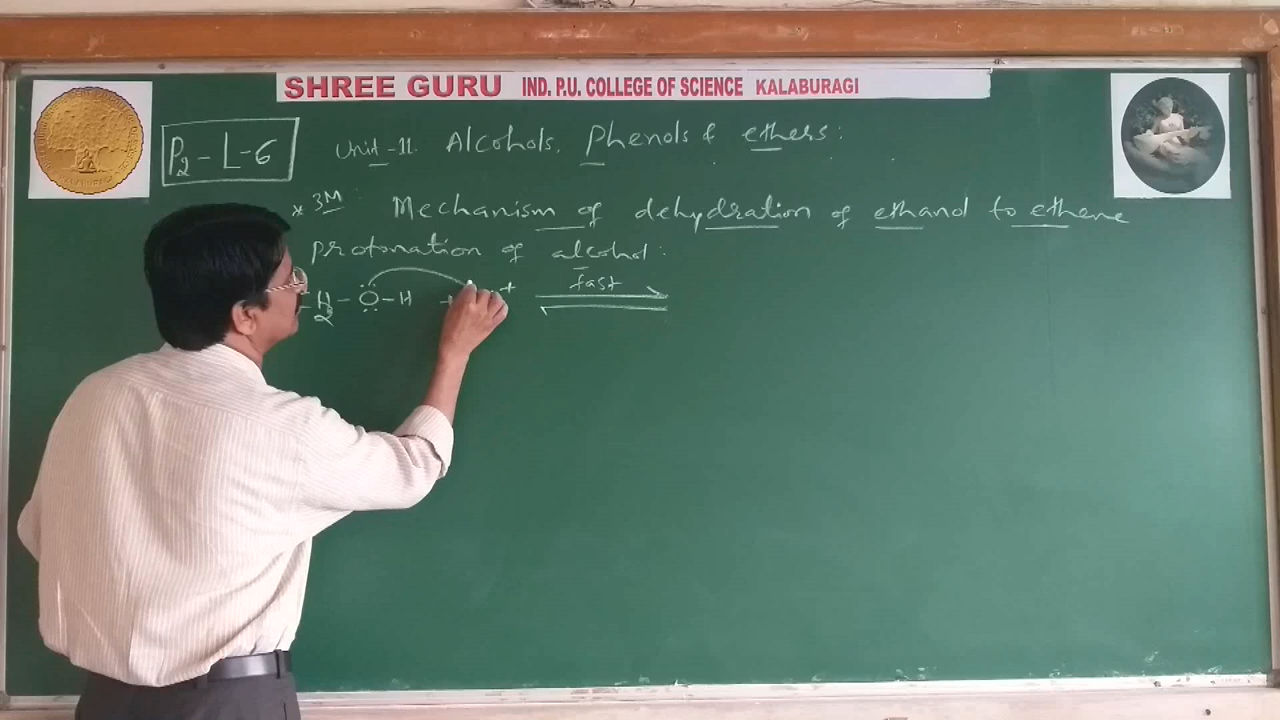 SHREE GURU IND. P.U. COLLEGE OF SCIENCE KALABURAGI
P2-L-6
Unit-11. Alcohols, Phenols & ethers:
* 3M: Mechanism of dehydration of ethanol to ethene
protonation of alcohol:
fast
- H2 - O - H + +